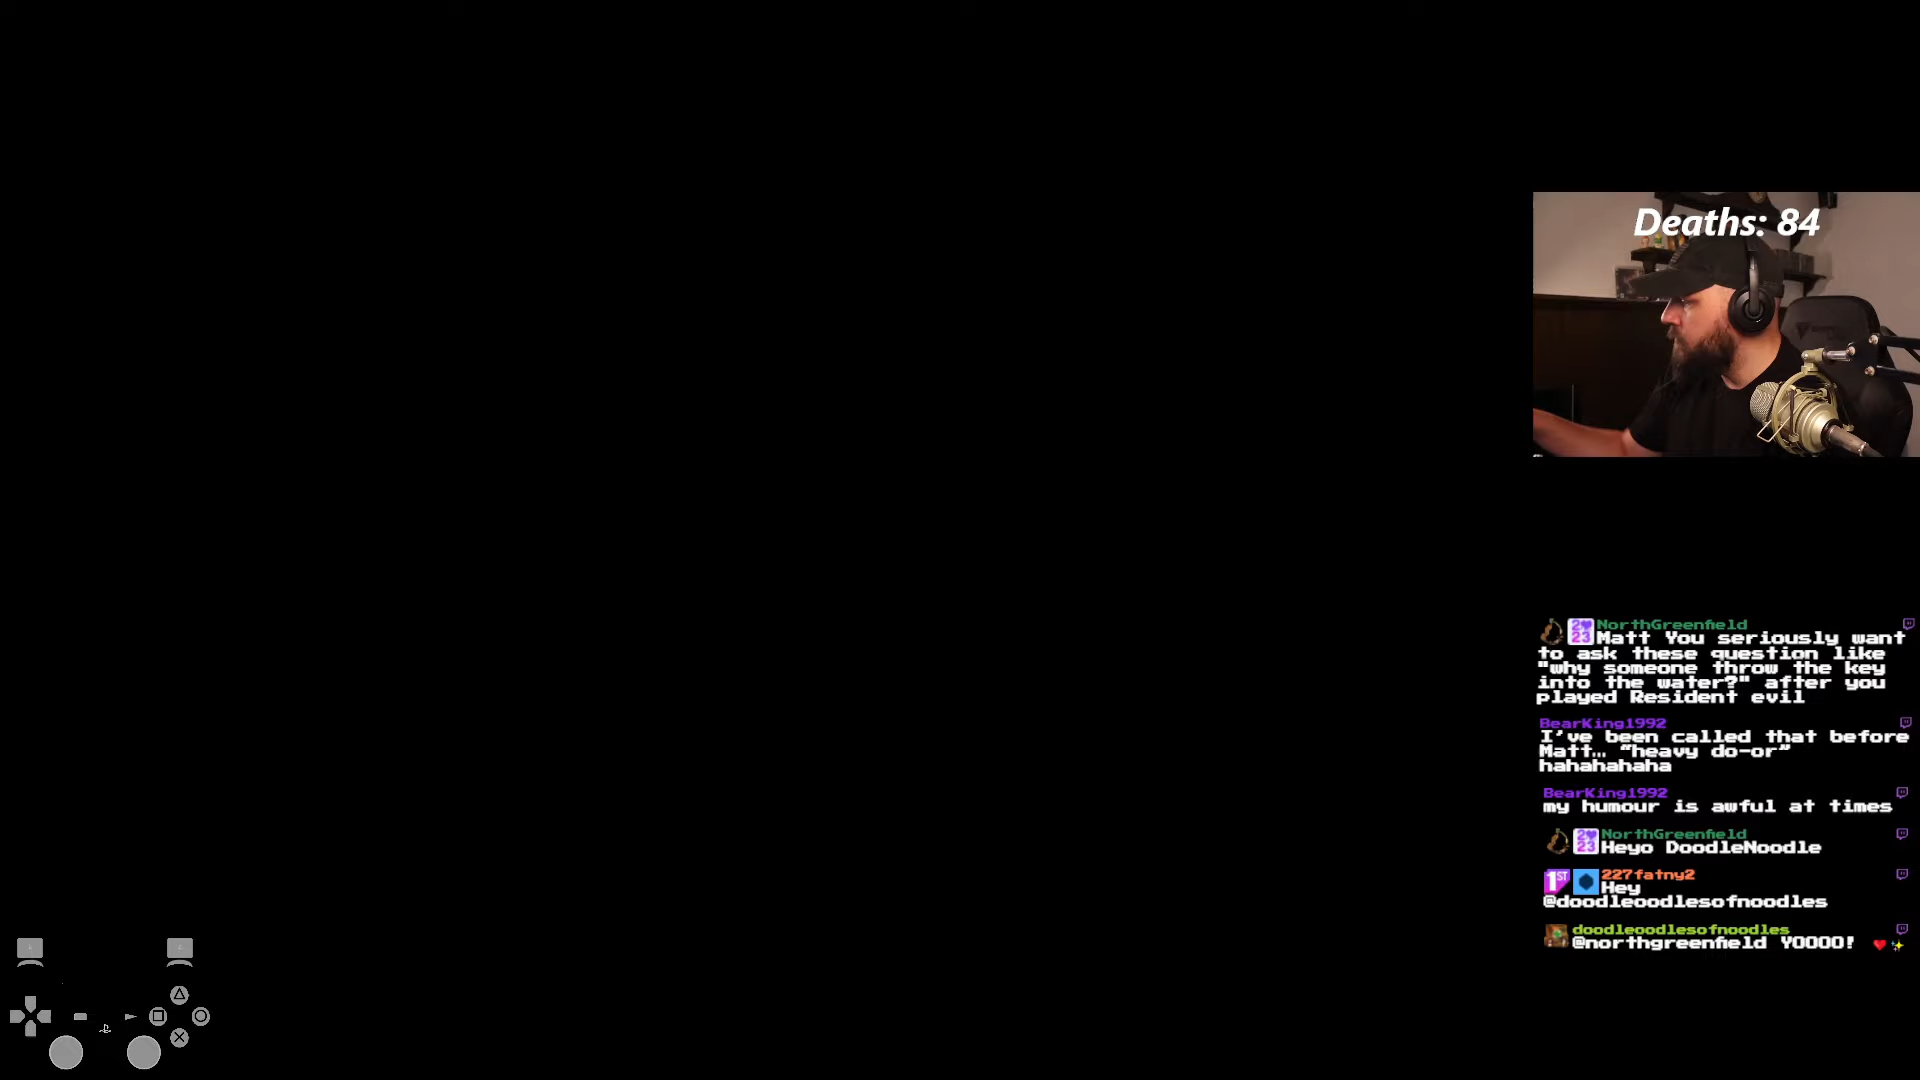 Deaths: 84
NorthGreenfield
Matt You seriously want
to ask these question like
"why someone throw the key
into the water?" after you
played Resident evil
BearKing1992
I've been called that before
Matt... "heavy do-or"
hahahahaha
BearKing1992
my humour is awful at times
NorthGreenfield
Heyo DoodleNoodle
1ST 227fatny2
Hey
@doodleoodlesofnoodles
doodleoodlesofnoodles
@northgreenfield YOOOO!